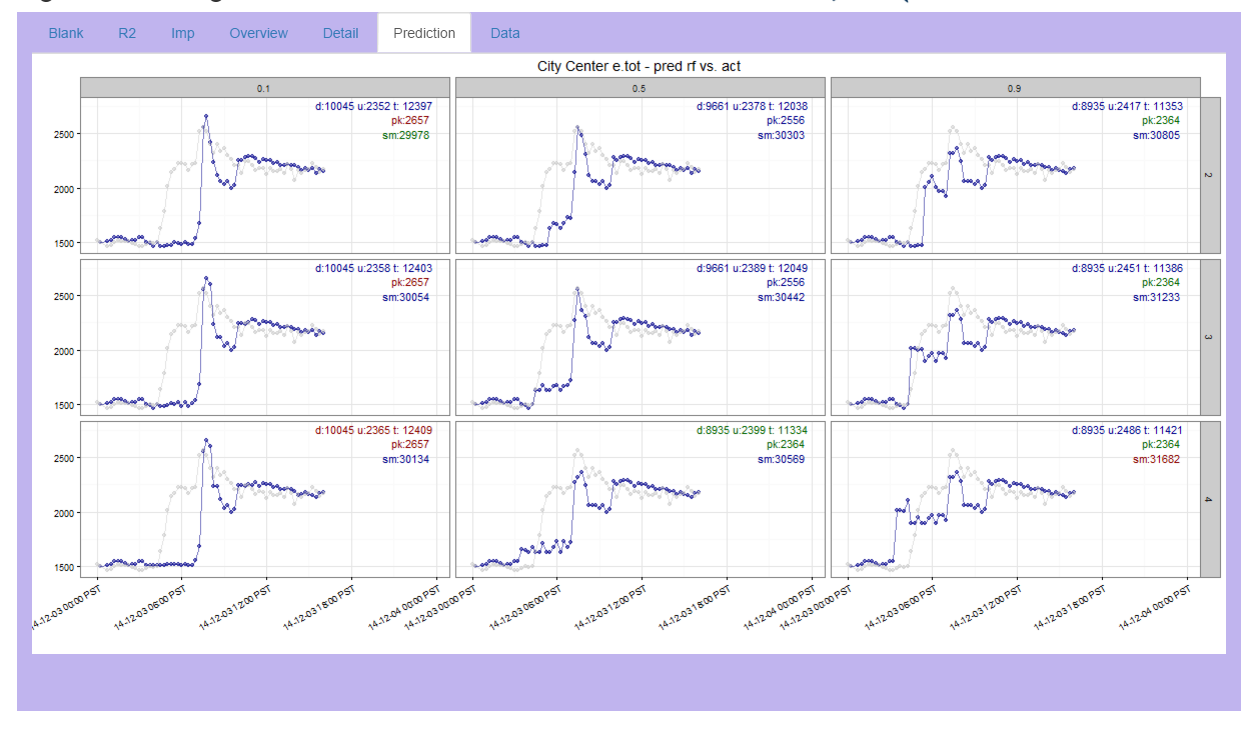 Blank R2 Imp Overview Detail Prediction Data
City Center e.tot - pred rf vs. act
0.1 0.5 0.9
d:10045 u:2352 t: 12397
pk:2657
sm:29978
d:9661 u:2378 t: 12038
pk:2556
sm:30303
d:8935 u:2417 t: 11353
pk:2364
sm:30805
2500
2000
1500
2
d:10045 u:2358 t: 12403
pk:2657
sm:30054
d:9661 u:2389 t: 12049
pk:2556
sm:30442
d:8935 u:2451 t: 11386
pk:2364
sm:31233
2500
2000
1500
3
d:10045 u:2365 t: 12409
pk:2657
sm:30134
d:8935 u:2399 t: 11334
pk:2364
sm:30569
d:8935 u:2486 t: 11421
pk:2364
sm:31682
2500
2000
1500
4
14-12-03 00:00 PST
14-12-03 06:00 PST
14-12-03 12:00 PST
14-12-03 18:00 PST
14-12-04 00:00 PST
14-12-03 00:00 PST
14-12-03 06:00 PST
14-12-03 12:00 PST
14-12-03 18:00 PST
14-12-04 00:00 PST
14-12-03 00:00 PST
14-12-03 06:00 PST
14-12-03 12:00 PST
14-12-03 18:00 PST
14-12-04 00:00 PST